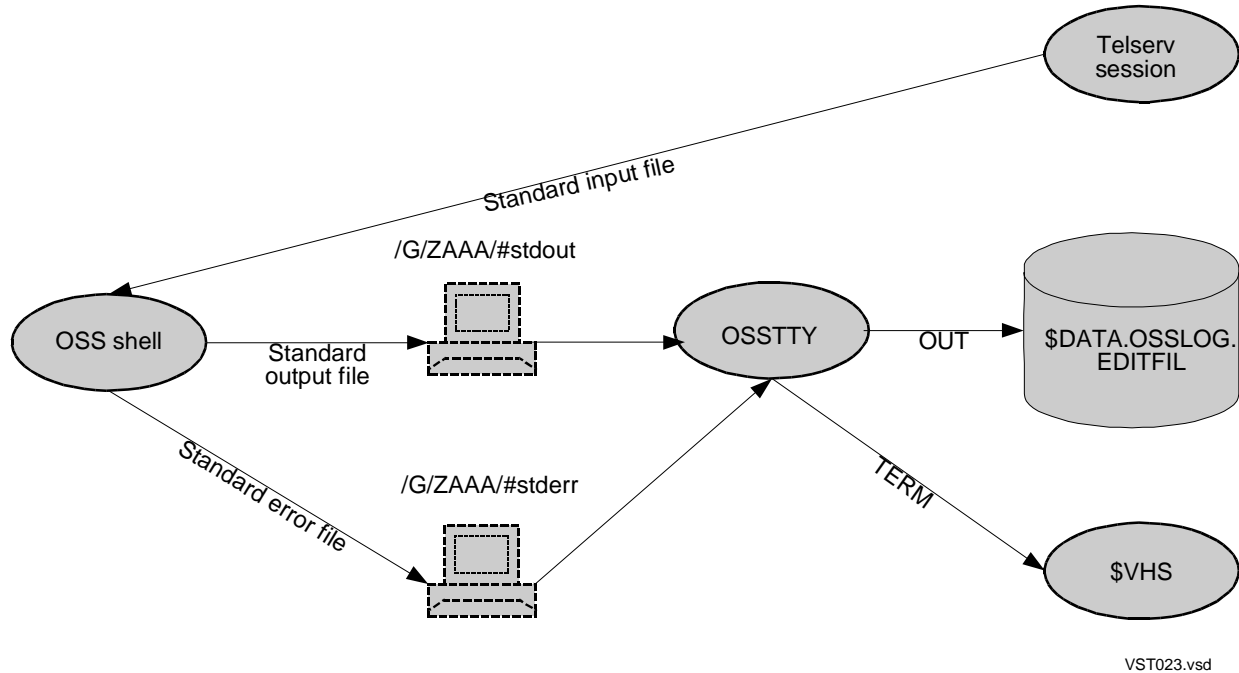 Telserv
session
Standard input file
/G/ZAAA/#stdout
OSS shell
Standard
output file
OSSTTY
OUT
$DATA.OSSLOG.
EDITFIL
Standard error file
/G/ZAAA/#stderr
TERM
$VHS
VST023.vsd